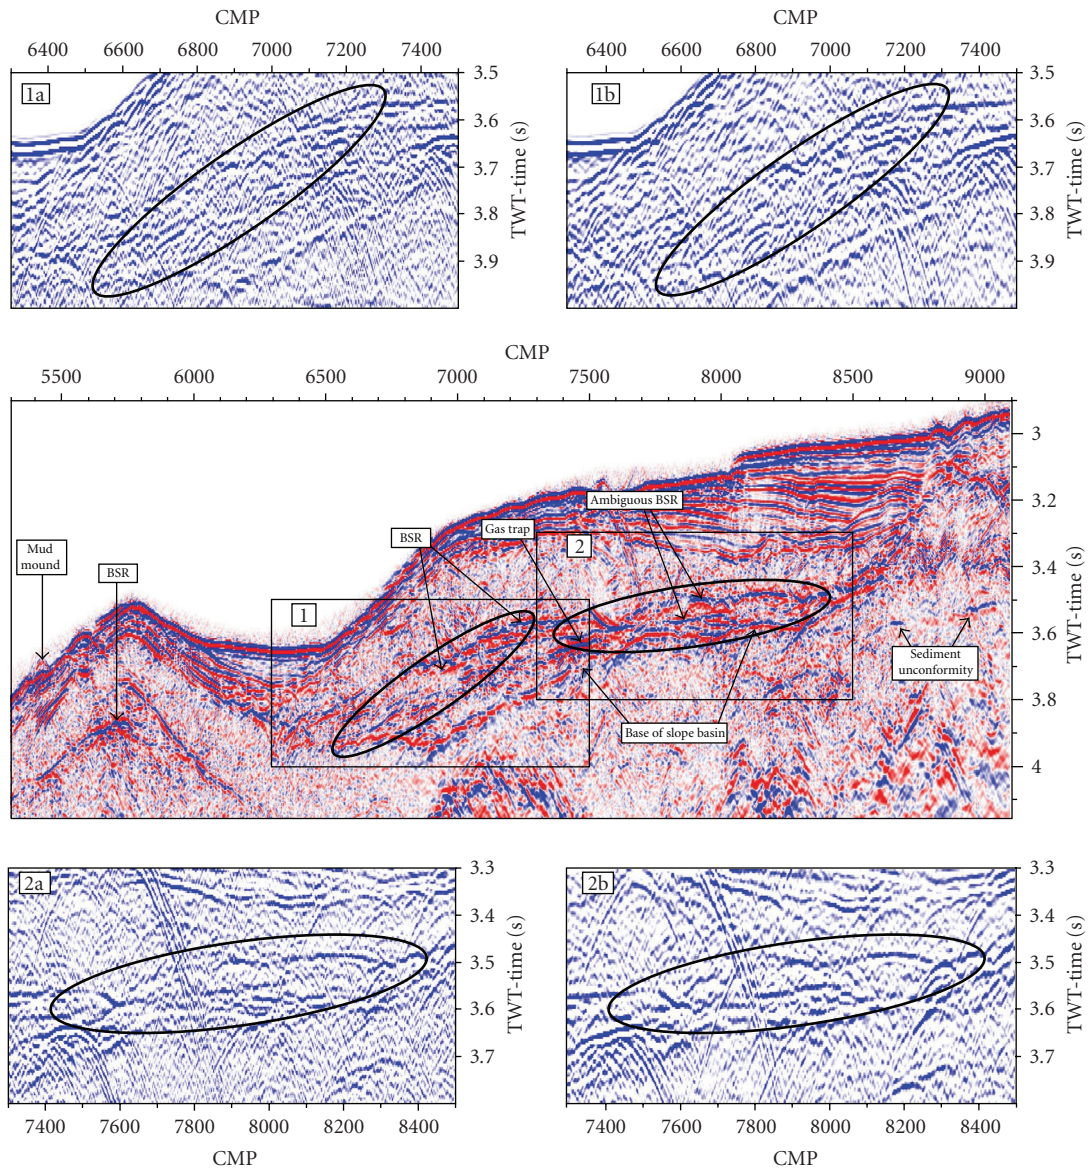 CMP
CMP
6400 6600 6800 7000 7200 7400
6400 6600 6800 7000 7200 7400
1a
1b
3.5
3.6
3.7
3.8
3.9
TWT-time (s)
3.5
3.6
3.7
3.8
3.9
TWT-time (s)
CMP
5500 6000 6500 7000 7500 8000 8500 9000
3
3.2
3.4
3.6
3.8
4
TWT-time (s)
Ambiguous BSR
Gas trap
BSR
2
Mud
mound
BSR
1
Sediment
unconformity
Base of slope basin
2a
2b
3.3
3.4
3.5
3.6
3.7
TWT-time (s)
3.3
3.4
3.5
3.6
3.7
TWT-time (s)
7400 7600 7800 8000 8200 8400
7400 7600 7800 8000 8200 8400
CMP
CMP